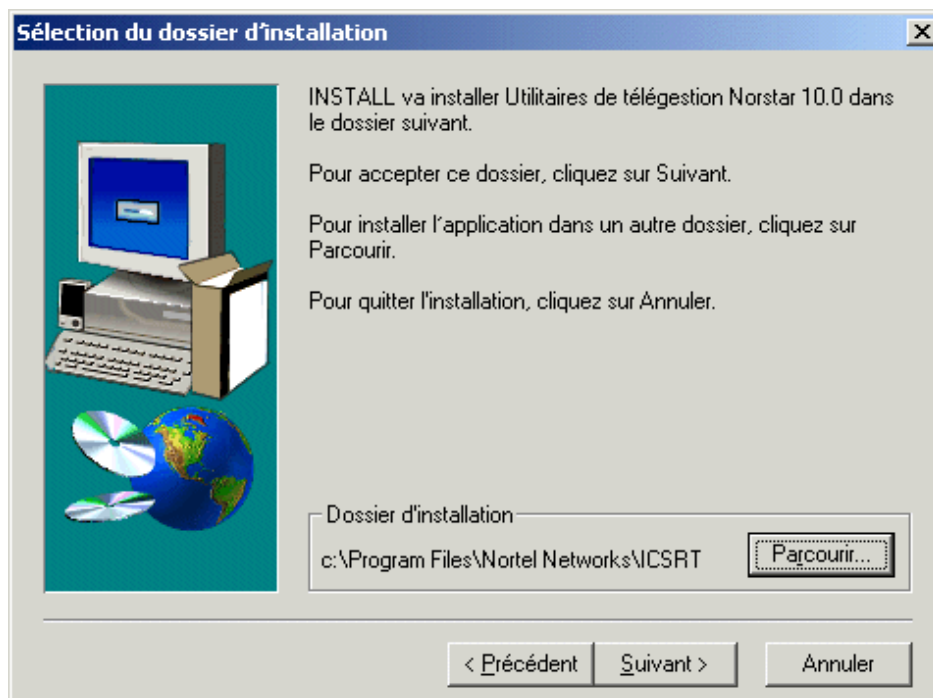 Sélection du dossier d'installation
INSTALL va installer Utilitaires de télégestion Norstar 10.0 dans
le dossier suivant.
Pour accepter ce dossier, cliquez sur Suivant.
Pour installer l'application dans un autre dossier, cliquez sur
Parcourir.
Pour quitter l'installation, cliquez sur Annuler.
Dossier d'installation
c:\Program Files\Nortel Networks\ICSRT
Parcourir...
< Précédent
Suivant >
Annuler